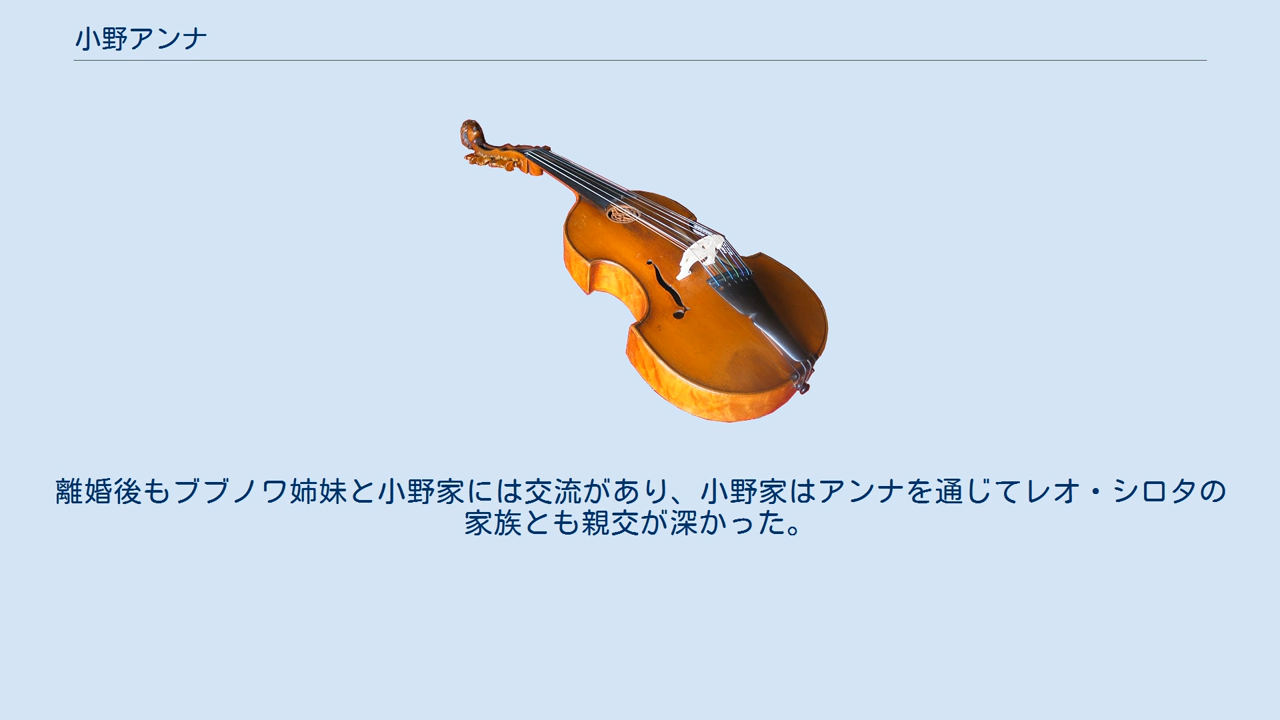 小野アンナ
離婚後もブブノワ姉妹と小野家には交流があり、小野家はアンナを通じてレオ・シロタの
家族とも親交が深かった。